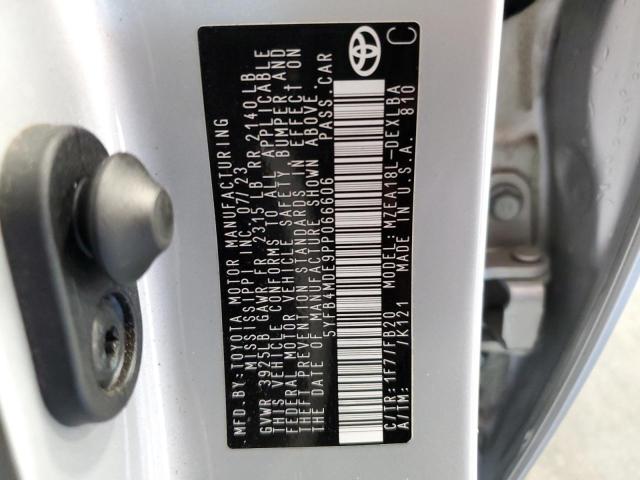 MFD.BY:TOYOTA MOTOR MANUFACTURING
MISSISSIPPI INC. 07/23
GVWR 3925LB GAWR FR 2315 LB RR 2140 LB
THIS VEHICLE CONFORMS TO ALL APPLICABLE
FEDERAL MOTOR VEHICLE SAFETY, BUMPER AND
THEFT PREVENTION STANDARDS IN EFFECT ON
THE DATE OF MANUFACTURE SHOWN ABOVE.
5YFB4MDE9PP066606 PASS.CAR
C/TR:1F7/FB20 MODEL:MZEA18L-DEXLBA
A/TM: /K121 MADE IN U.S.A. 810
C